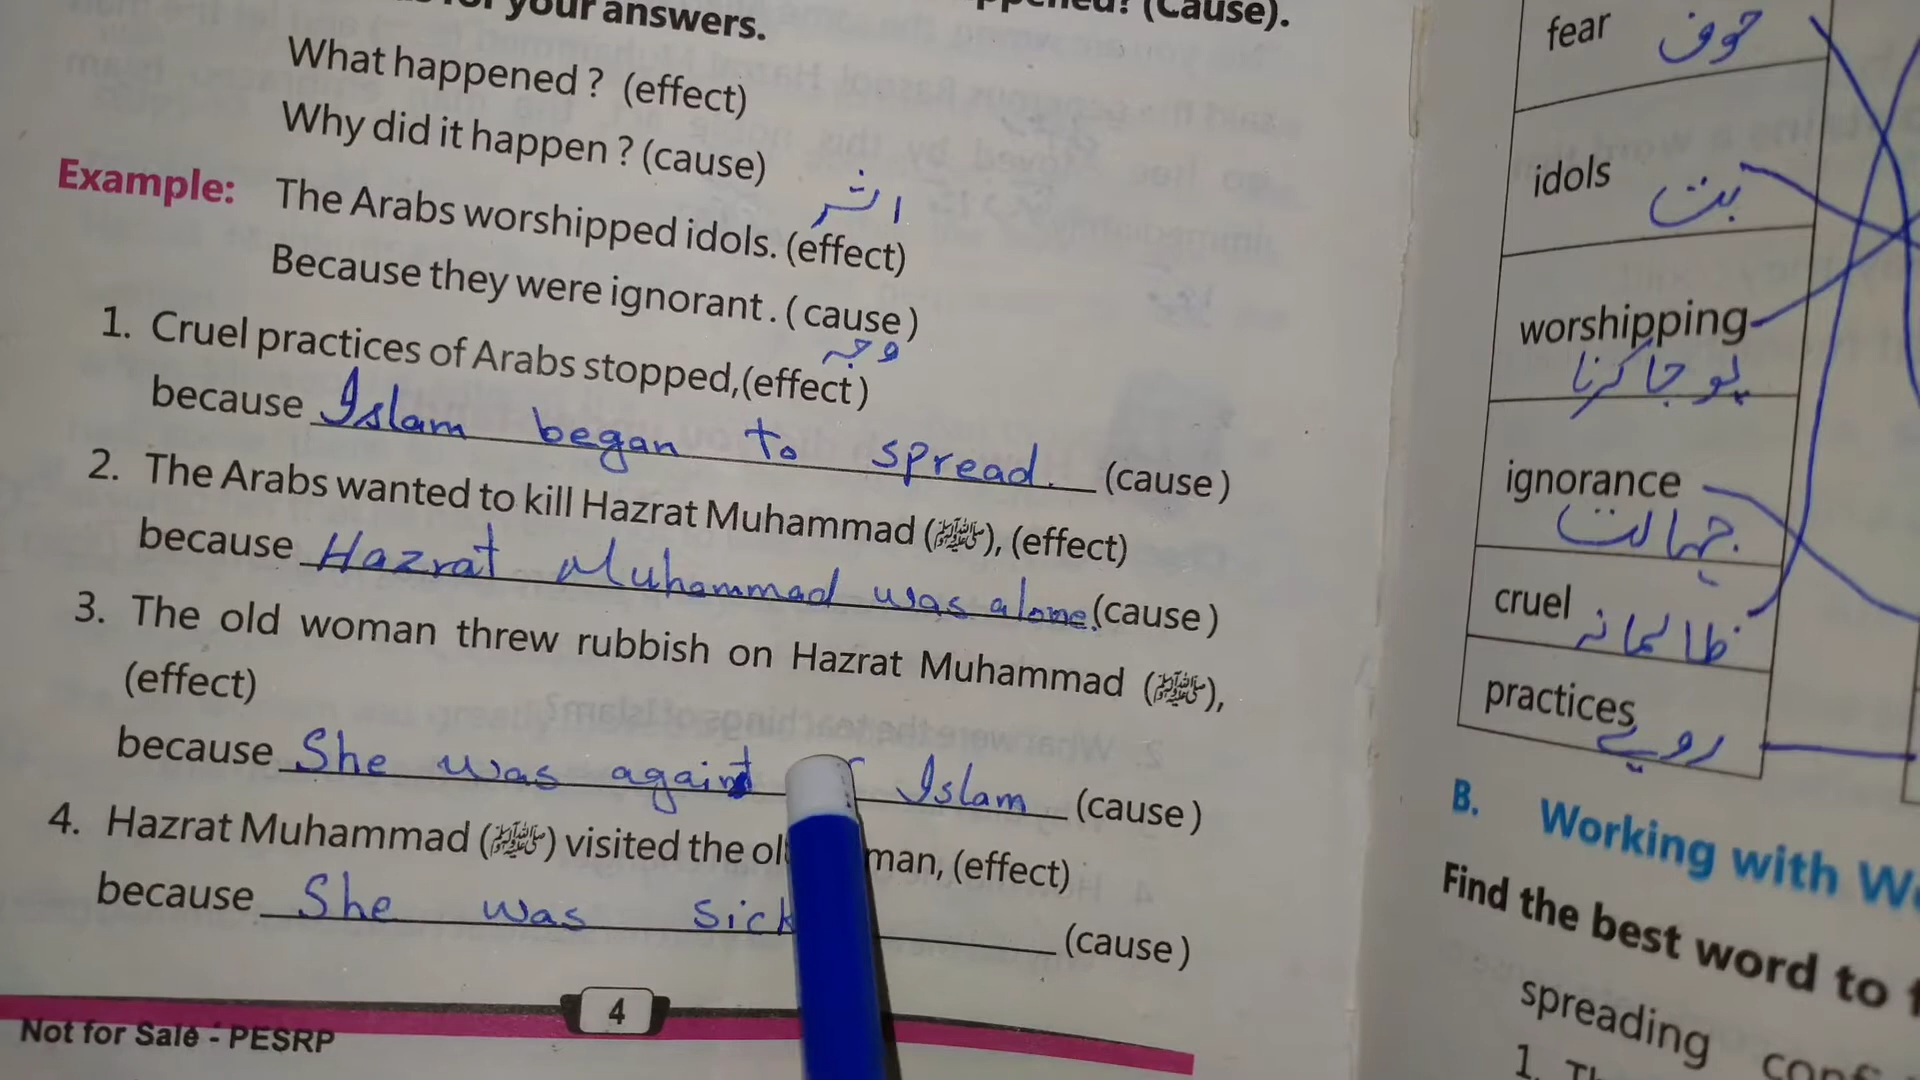 for your answers.
(Cause).
What happened ? (effect)
Why did it happen ? (cause)
اثر
Example: The Arabs worshipped idols. (effect)
Because they were ignorant . ( cause )
وجہ
1. Cruel practices of Arabs stopped,(effect )
because Islam began to spread. (cause )
2. The Arabs wanted to kill Hazrat Muhammad (ﷺ), (effect)
because Hazrat Muhammad was alone. (cause )
3. The old woman threw rubbish on Hazrat Muhammad (ﷺ),
(effect)
because She was against Islam (cause )
4. Hazrat Muhammad (ﷺ) visited the ol man, (effect)
because She was sick (cause )
4
Not for Sale - PESRP
fear خوف
idols بت
worshipping
پوجا کرنا
ignorance
جہالت
cruel ظالمانہ
practices
رویے
B. Working with W
Find the best word to f
spreading conf
1. Th